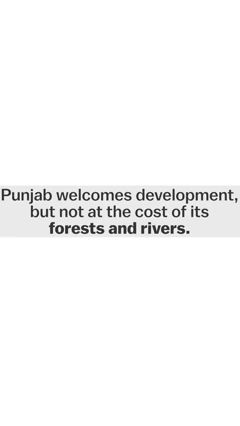 Punjab welcomes development,
but not at the cost of its
forests and rivers.